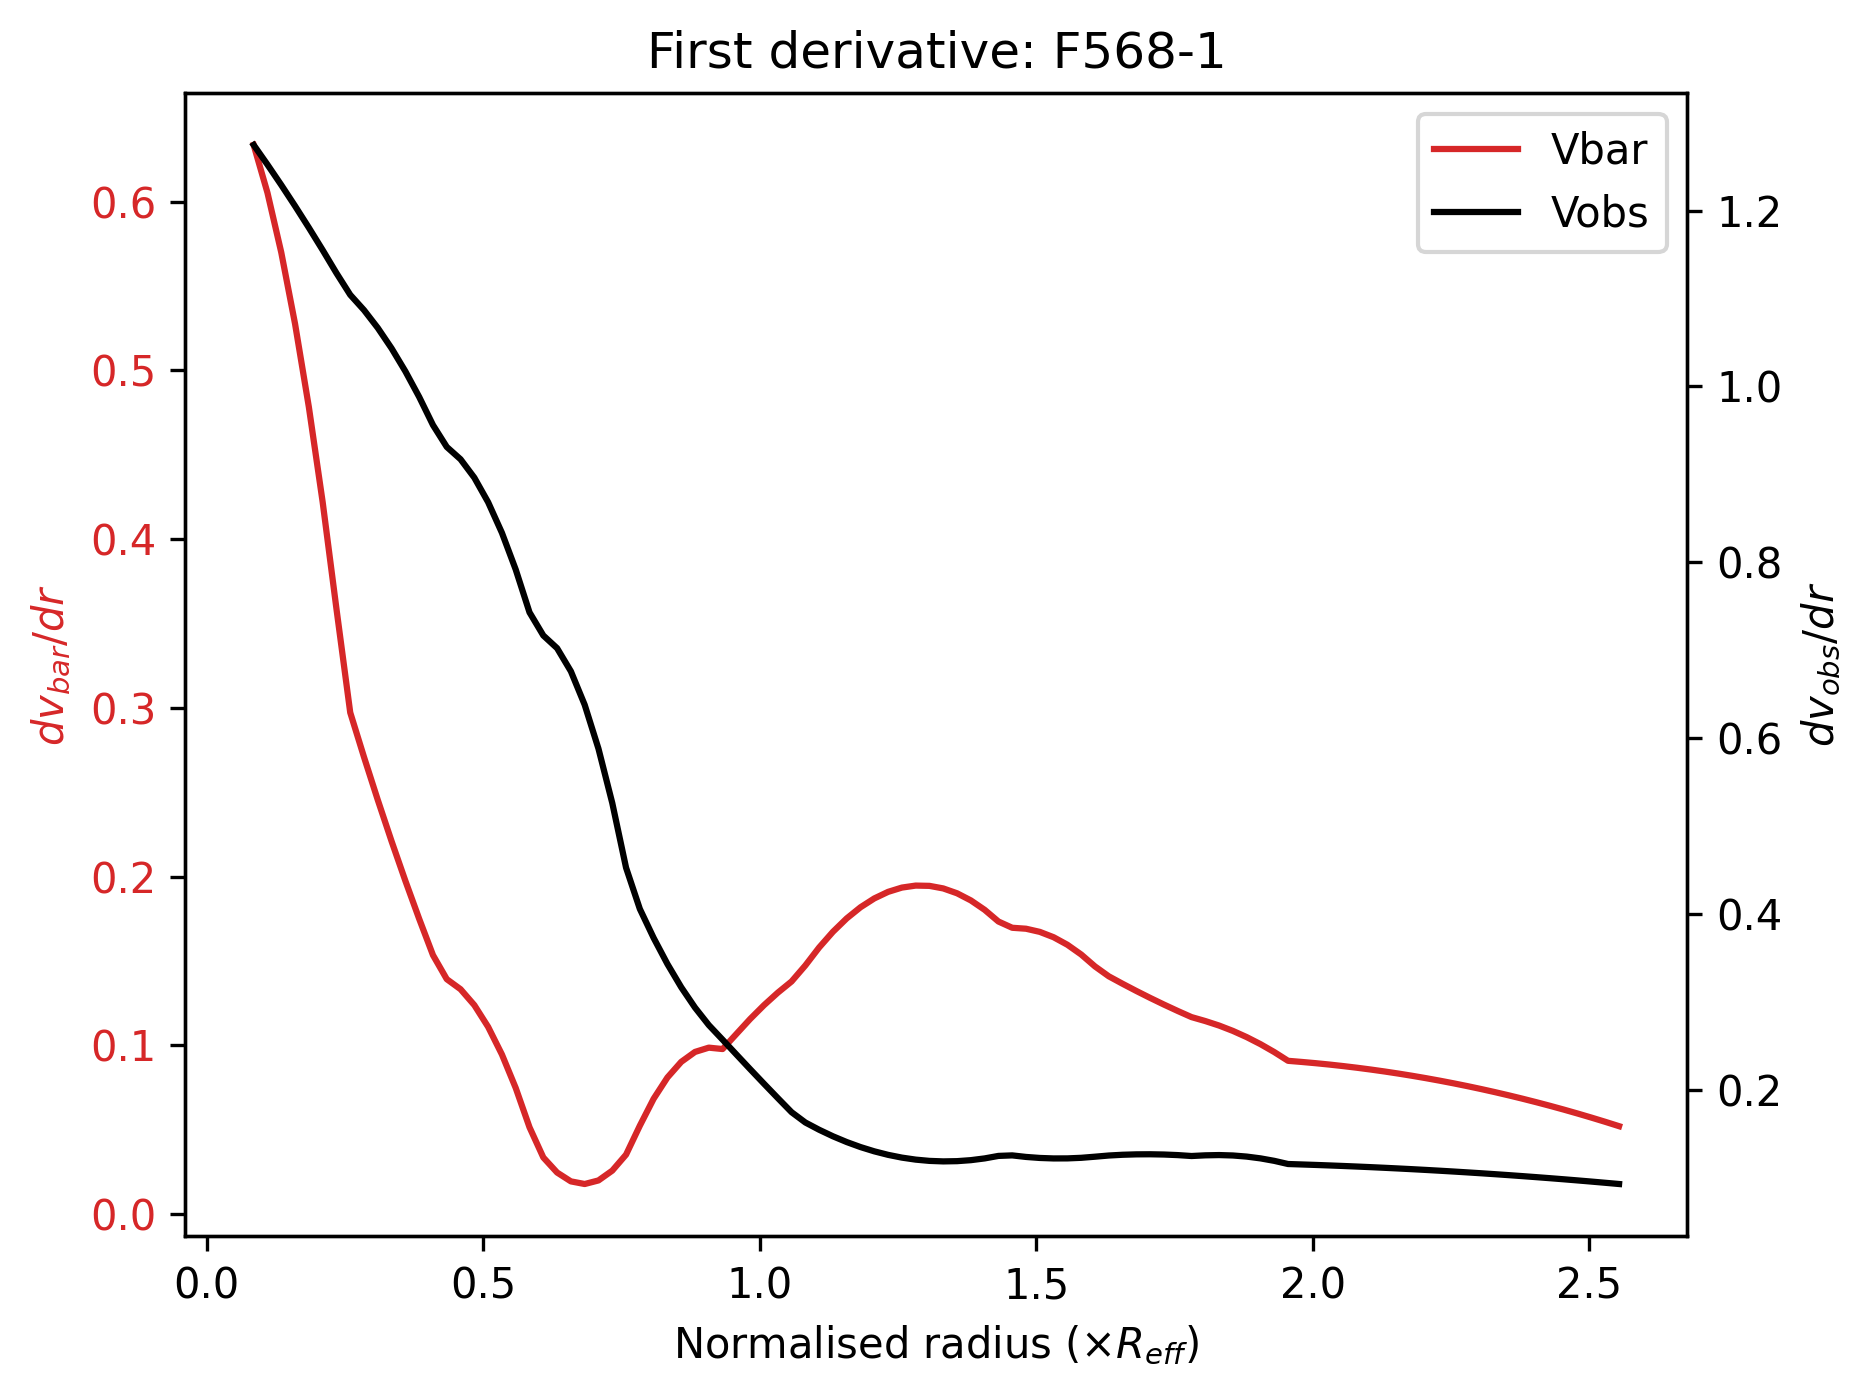 First derivative: F568-1
Vbar
Vobs
0.6
0.5
0.4
0.3
0.2
0.1
0.0
dv_bar/dr
1.2
1.0
0.8
0.6
0.4
0.2
dv_obs/dr
0.0 0.5 1.0 1.5 2.0 2.5
Normalised radius (×R_eff)